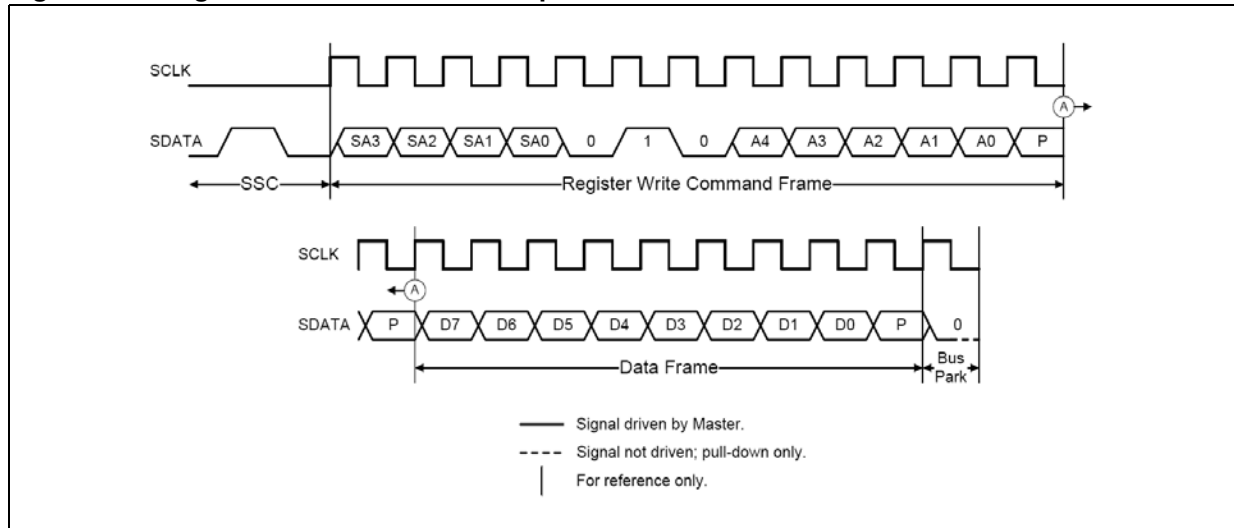 SCLK
A
SDATA SA3 SA2 SA1 SA0 0 1 0 A4 A3 A2 A1 A0 P
SSC Register Write Command Frame
SCLK
A
SDATA P D7 D6 D5 D4 D3 D2 D1 D0 P 0
Data Frame Bus
Park
Signal driven by Master.
Signal not driven; pull-down only.
For reference only.